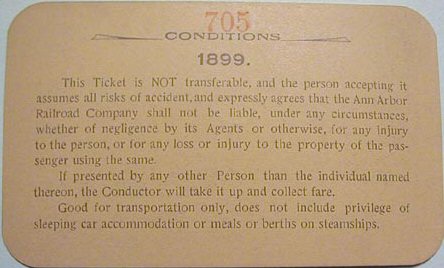 705
CONDITIONS
1899.
This Ticket is NOT transferable, and the person accepting it
assumes all risks of accident, and expressly agrees that the Ann Arbor
Railroad Company shall not be liable, under any circumstances,
whether of negligence by its Agents or otherwise, for any injury
to the person, or for any loss or injury to the property of the pas-
senger using the same.
If presented by any other Person than the individual named
thereon, the Conductor will take it up and collect fare.
Good for transportation only, does not include privilege of
sleeping car accommodation or meals or berths on steamships.